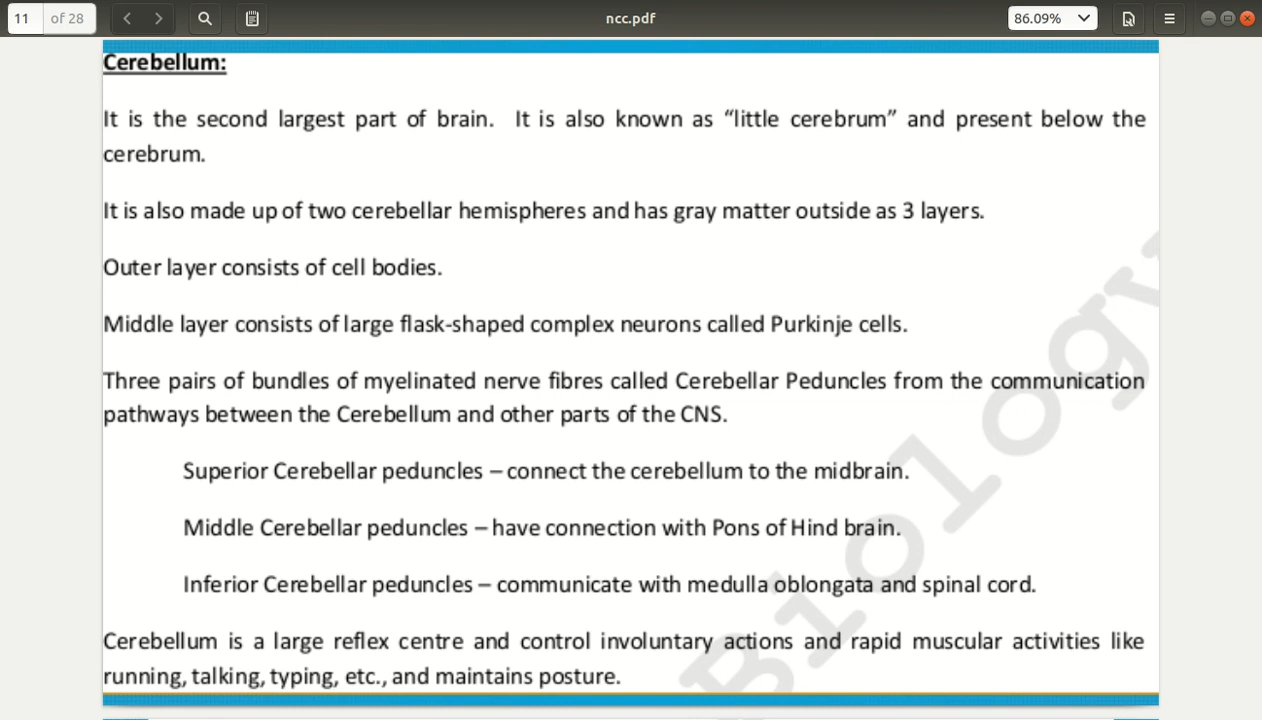 11 of 28
ncc.pdf
86.09%
Cerebellum:
It is the second largest part of brain. It is also known as “little cerebrum” and present below the
cerebrum.
It is also made up of two cerebellar hemispheres and has gray matter outside as 3 layers.
Outer layer consists of cell bodies.
Middle layer consists of large flask-shaped complex neurons called Purkinje cells.
Three pairs of bundles of myelinated nerve fibres called Cerebellar Peduncles from the communication
pathways between the Cerebellum and other parts of the CNS.
Superior Cerebellar peduncles – connect the cerebellum to the midbrain.
Middle Cerebellar peduncles – have connection with Pons of Hind brain.
Inferior Cerebellar peduncles – communicate with medulla oblongata and spinal cord.
Cerebellum is a large reflex centre and control involuntary actions and rapid muscular activities like
running, talking, typing, etc., and maintains posture.
Biology